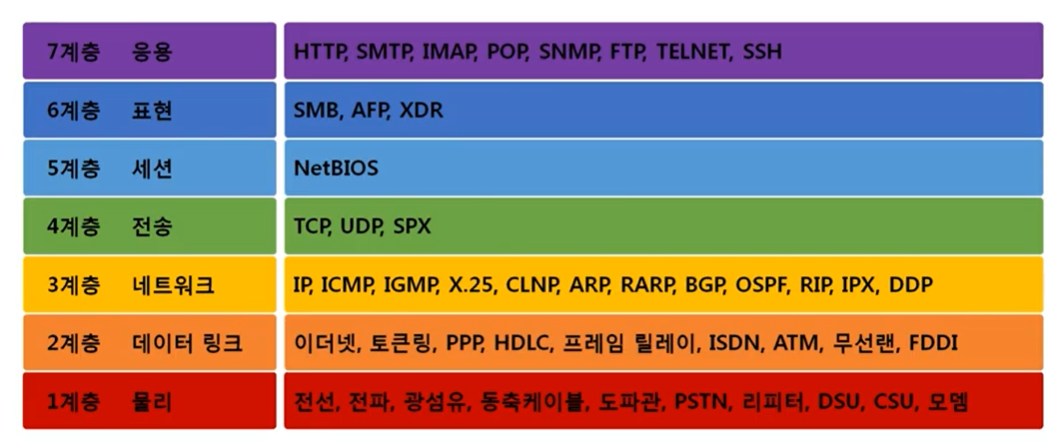 7계층 응용 HTTP, SMTP, IMAP, POP, SNMP, FTP, TELNET, SSH
6계층 표현 SMB, AFP, XDR
5계층 세션 NetBIOS
4계층 전송 TCP, UDP, SPX
3계층 네트워크 IP, ICMP, IGMP, X.25, CLNP, ARP, RARP, BGP, OSPF, RIP, IPX, DDP
2계층 데이터 링크 이더넷, 토큰링, PPP, HDLC, 프레임 릴레이, ISDN, ATM, 무선랜, FDDI
1계층 물리 전선, 전파, 광섬유, 동축케이블, 도파관, PSTN, 리피터, DSU, CSU, 모뎀